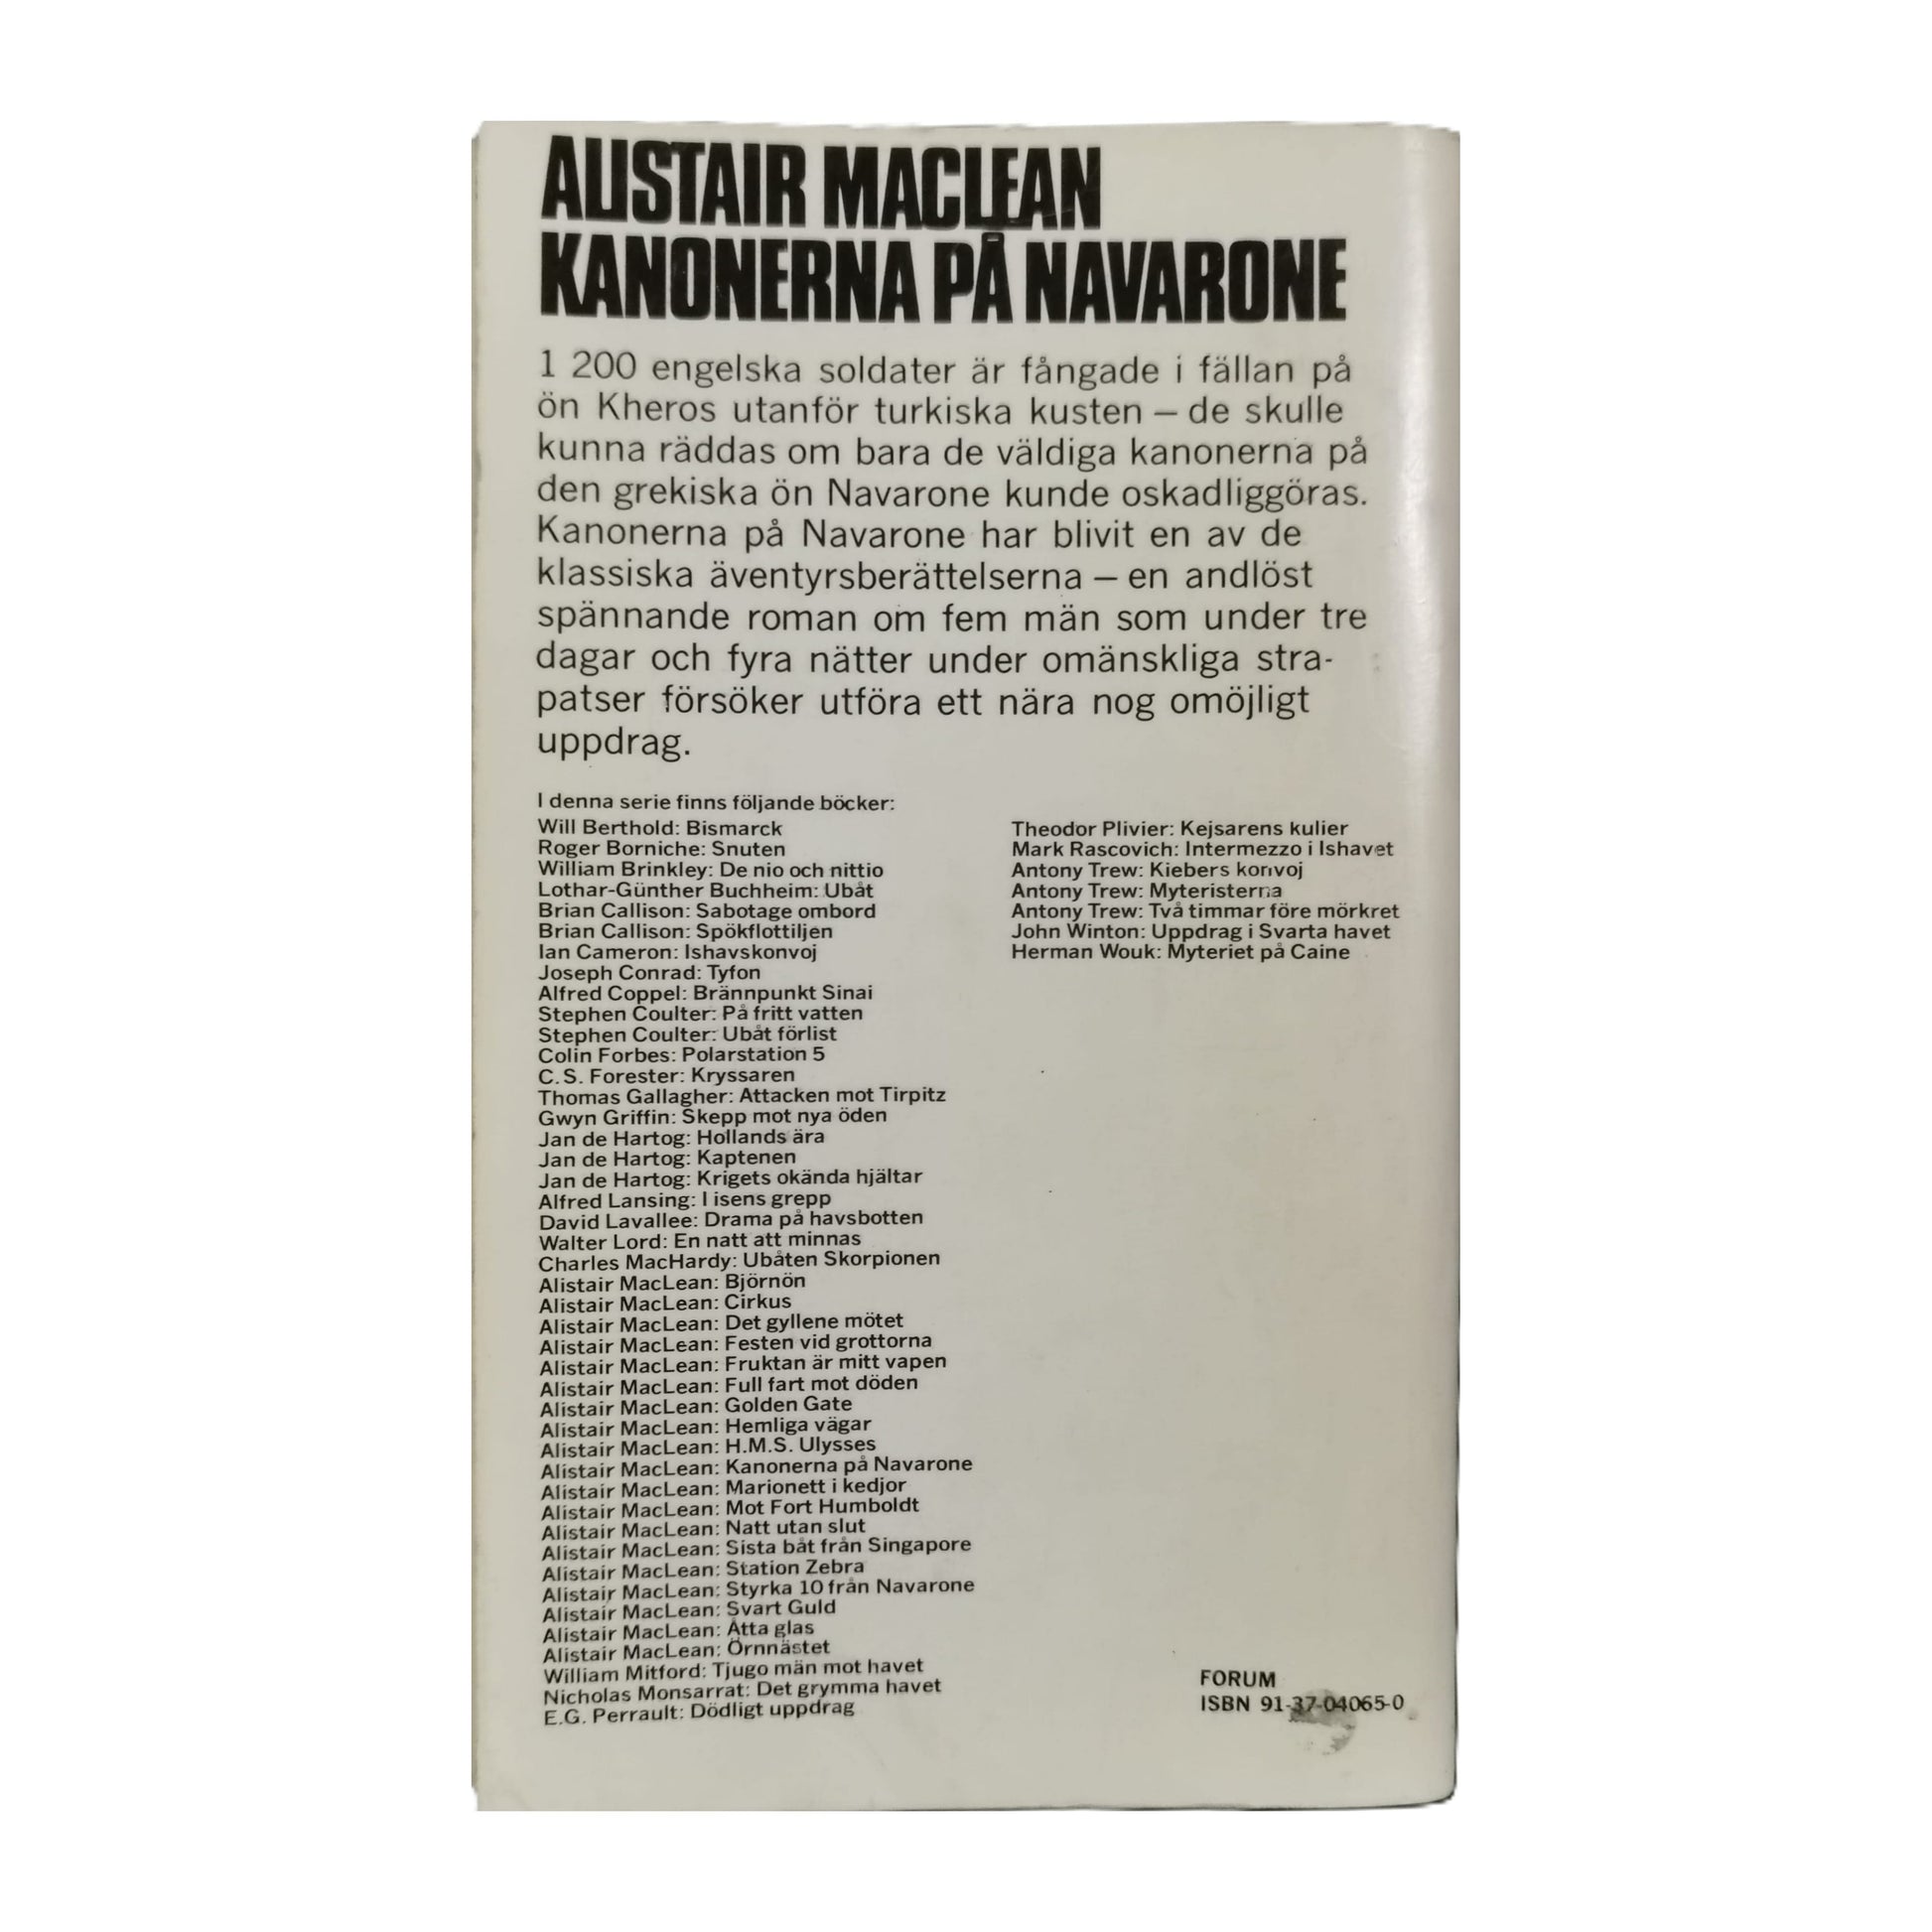 ALISTAIR MACLEAN
KANONERNA PÅ NAVARONE
1 200 engelska soldater är fångade i fällan på
ön Kheros utanför turkiska kusten – de skulle
kunna räddas om bara de väldiga kanonerna på
den grekiska ön Navarone kunde oskadliggöras.
Kanonerna på Navarone har blivit en av de
klassiska äventyrsberättelserna – en andlöst
spännande roman om fem män som under tre
dagar och fyra nätter under omänskliga stra-
patser försöker utföra ett nära nog omöjligt
uppdrag.
I denna serie finns följande böcker:
Will Berthold: Bismarck
Roger Borniche: Snuten
William Brinkley: De nio och nittio
Lothar-Günther Buchheim: Ubåt
Brian Callison: Sabotage ombord
Brian Callison: Spökflottiljen
Ian Cameron: Ishavskonvoj
Joseph Conrad: Tyfon
Alfred Coppel: Brännpunkt Sinai
Stephen Coulter: På fritt vatten
Stephen Coulter: Ubåt förlist
Colin Forbes: Polarstation 5
C.S. Forester: Kryssaren
Thomas Gallagher: Attacken mot Tirpitz
Gwyn Griffin: Skepp mot nya öden
Jan de Hartog: Hollands ära
Jan de Hartog: Kaptenen
Jan de Hartog: Krigets okända hjältar
Alfred Lansing: I isens grepp
David Lavallee: Drama på havsbotten
Walter Lord: En natt att minnas
Charles MacHardy: Ubåten Skorpionen
Alistair MacLean: Björnön
Alistair MacLean: Cirkus
Alistair MacLean: Det gyllene mötet
Alistair MacLean: Festen vid grottorna
Alistair MacLean: Fruktan är mitt vapen
Alistair MacLean: Full fart mot döden
Alistair MacLean: Golden Gate
Alistair MacLean: Hemliga vägar
Alistair MacLean: H.M.S. Ulysses
Alistair MacLean: Kanonerna på Navarone
Alistair MacLean: Marionett i kedjor
Alistair MacLean: Mot Fort Humboldt
Alistair MacLean: Natt utan slut
Alistair MacLean: Sista båt från Singapore
Alistair MacLean: Station Zebra
Alistair MacLean: Styrka 10 från Navarone
Alistair MacLean: Svart Guld
Alistair MacLean: Åtta glas
Alistair MacLean: Örnnästet
William Mitford: Tjugo män mot havet
Nicholas Monsarrat: Det grymma havet
E.G. Perrault: Dödligt uppdrag
Theodor Plivier: Kejsarens kulier
Mark Rascovich: Intermezzo i Ishavet
Antony Trew: Kiebers konvoj
Antony Trew: Myteristerna
Antony Trew: Två timmar före mörkret
John Winton: Uppdrag i Svarta havet
Herman Wouk: Myteriet på Caine
FORUM
ISBN 91-37-04065-0